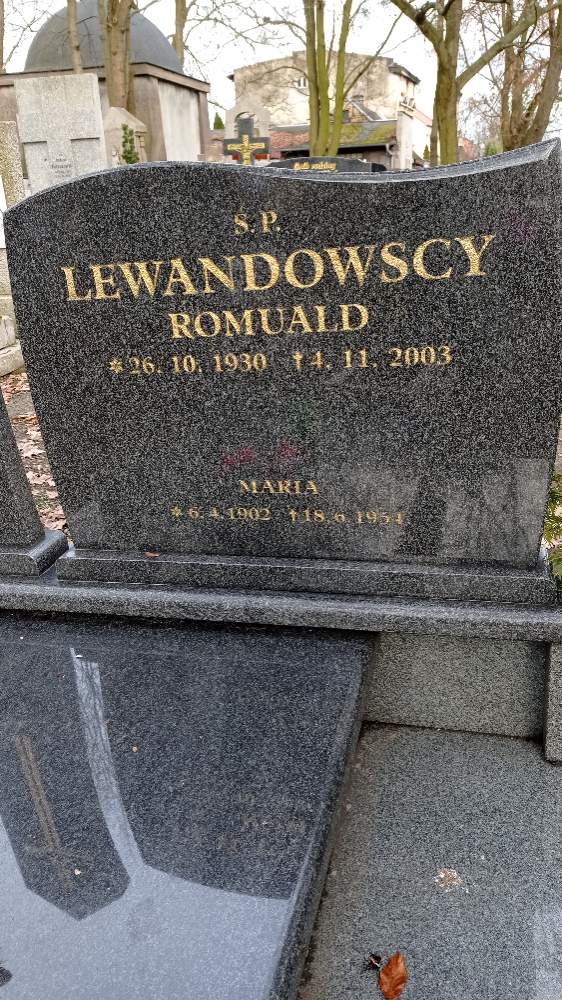 S. P.
LEWANDOWSCY
ROMUALD
* 26. 10. 1930 † 4. 11. 2003
MARIA
* 6. 4. 1902 † 18. 6. 1954